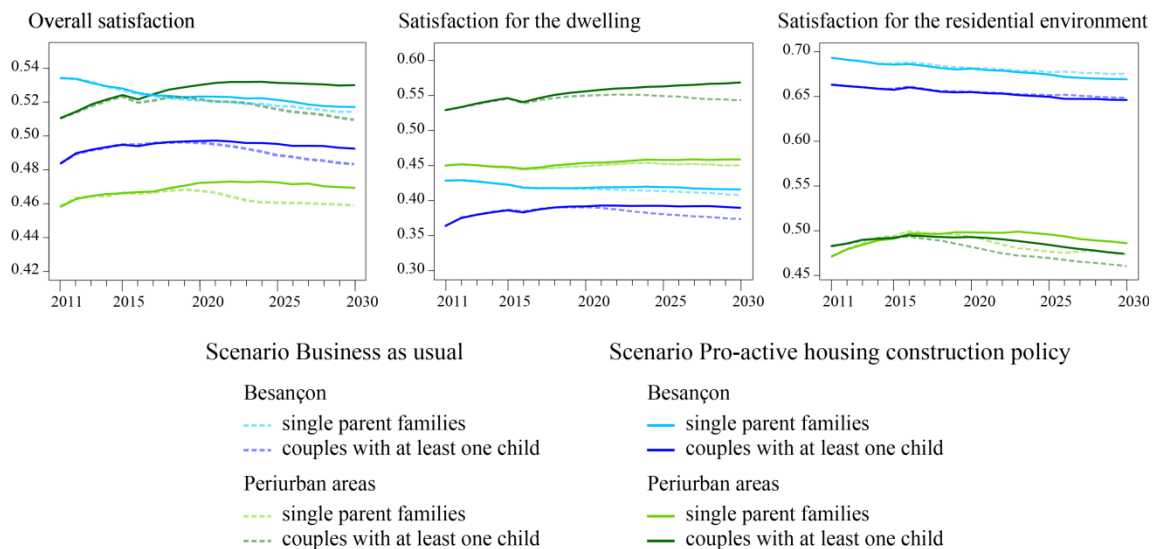 Overall satisfaction
Satisfaction for the dwelling
Satisfaction for the residential environment
0.54
0.52
0.50
0.48
0.46
0.44
0.42
2011
2015
2020
2025
2030
0.60
0.50
0.45
0.40
0.35
0.30
2011
2015
2020
2025
2030
0.70
0.65
0.60
0.55
0.50
0.45
2011
2015
2020
2025
2030
Scenario Business as usual
Besançon
single parent families
couples with at least one child
Periurban areas
single parent families
couples with at least one child
Scenario Pro-active housing construction policy
Besançon
single parent families
couples with at least one child
Periurban areas
single parent families
couples with at least one child